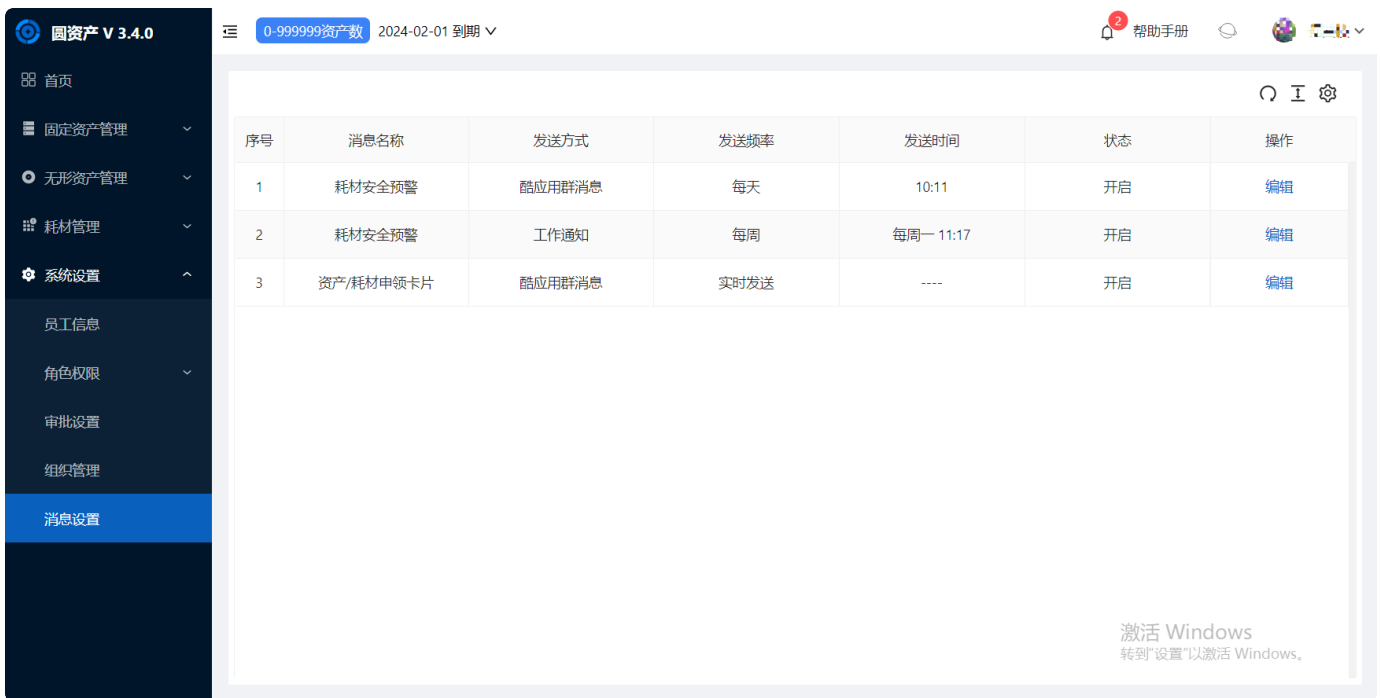 圆资产 V 3.4.0
0-999999资产数 2024-02-01 到期
2 帮助手册
首页
固定资产管理
无形资产管理
耗材管理
系统设置
员工信息
角色权限
审批设置
组织管理
消息设置
序号 消息名称 发送方式 发送频率 发送时间 状态 操作
1 耗材安全预警 酷应用群消息 每天 10:11 开启 编辑
2 耗材安全预警 工作通知 每周 每周一 11:17 开启 编辑
3 资产/耗材申领卡片 酷应用群消息 实时发送 ---- 开启 编辑
激活 Windows
转到"设置"以激活 Windows。